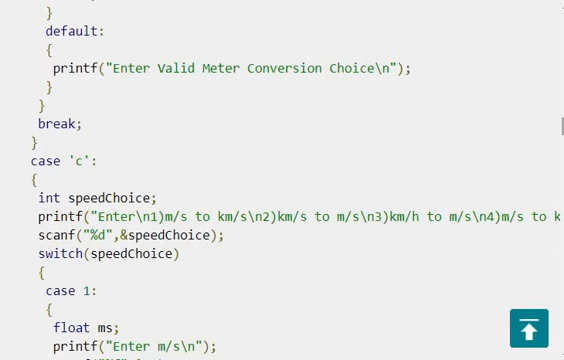 }
default:
{
printf("Enter Valid Meter Conversion Choice\n");
}
}
break;
}
case 'c':
{
int speedChoice;
printf("Enter\n1)m/s to km/s\n2)km/s to m/s\n3)km/h to m/s\n4)m/s to k
scanf("%d",&speedChoice);
switch(speedChoice)
{
case 1:
{
float ms;
printf("Enter m/s\n");